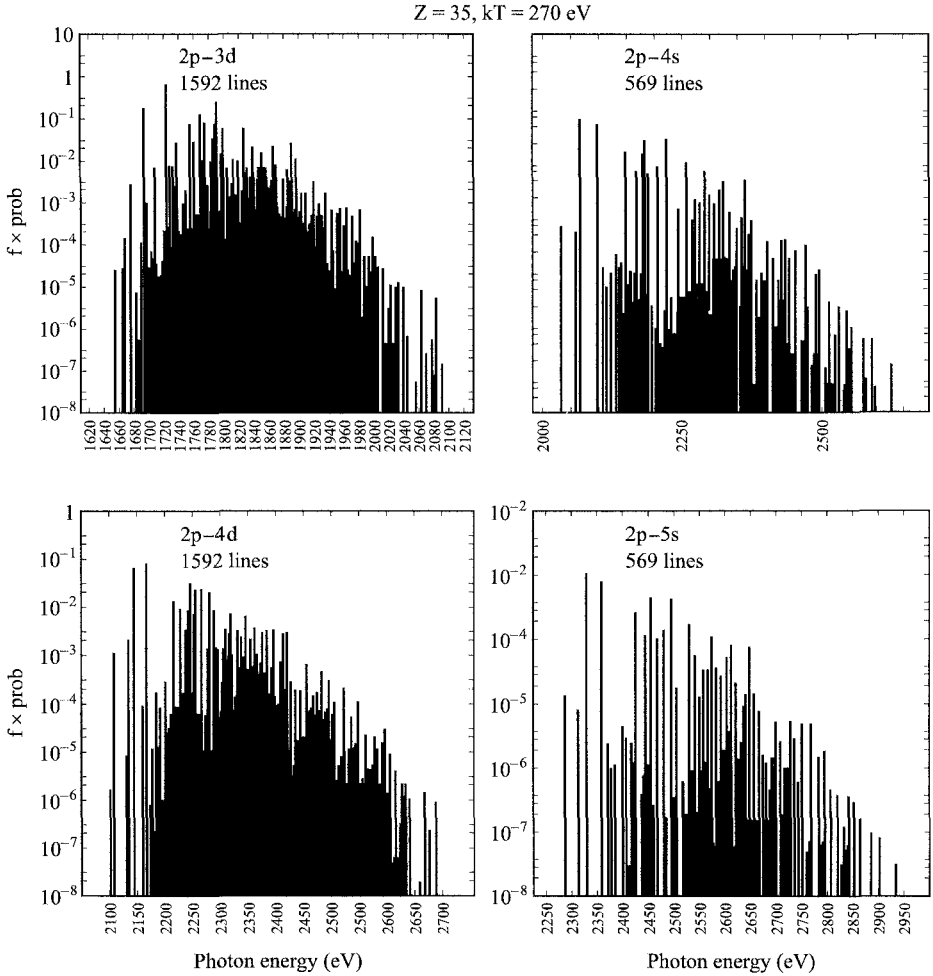 Z = 35, kT = 270 eV
2p−3d
1592 lines
10
1
10⁻¹
10⁻²
10⁻³
10⁻⁴
10⁻⁵
10⁻⁶
10⁻⁷
10⁻⁸
f × prob
1620 1640 1660 1680 1700 1720 1740 1760 1780 1800 1820 1840 1860 1880 1900 1920 1940 1960 1980 2000 2020 2040 2060 2080 2100 2120
2p−4s
569 lines
2000 2250 2500
2p−4d
1592 lines
1
10⁻¹
10⁻²
10⁻³
10⁻⁴
10⁻⁵
10⁻⁶
10⁻⁷
10⁻⁸
f × prob
2100 2150 2200 2250 2300 2350 2400 2450 2500 2550 2600 2650 2700
Photon energy (eV)
2p−5s
569 lines
10⁻²
10⁻²
10⁻⁴
10⁻⁵
10⁻⁶
10⁻⁷
10⁻⁸
2250 2300 2350 2400 2450 2500 2550 2600 2650 2700 2750 2800 2850 2900 2950
Photon energy (eV)